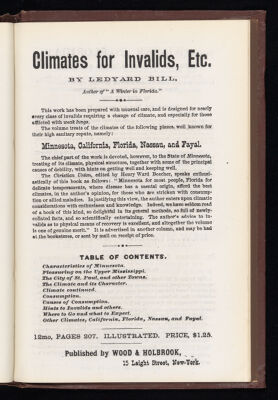 Climates for Invalids, Etc.
BY LEDYARD BILL,
Author of "A Winter in Florida."
This work has been prepared with unusual care, and is designed for nearly
every class of invalids requiring a change of climate, and especially for those
afflicted with weak lungs.
The volume treats of the climates of the following places, well known for
their high sanitary repute, namely:
Minnesota, California, Florida, Nassau, and Fayal.
The chief part of the work is devoted, however, to the State of Minnesota,
treating of its climate, physical structure, together with some of the principal
causes of debility, with hints on getting well and keeping well.
The Christian Union, edited by Henry Ward Beecher, speaks enthusi-
astically of this book as follows: "Minnesota for most people, Florida for
delicate temperaments, where disease has a mental origin, afford the best
climates, in the author's opinion, for those who are stricken with consump-
tion or allied maladies. In justifying this view, the author enters upon climatic
considerations with enthusiasm and knowledge. Indeed, we have seldom read
of a book of this kind, so delightful in its general methods, so full of newly-
collated facts, and so scientifically entertaining. The author's advice to in-
valids as to physical means of recovery is excellent, and altogether the volume
is one of genuine merit." It is advertised in another column, and may be had
at the bookstores, or sent by mail on receipt of price.
TABLE OF CONTENTS.
Characteristics of Minnesota.
Pleasuring on the Upper Mississippi.
The City of St. Paul, and other Towns.
The Climate and its Character.
Climate continued.
Consumption.
Causes of Consumption.
Hints to Invalids and others.
Where to Go and what to Expect.
Other Climates, California, Florida, Nassau, and Fayal.
12mo, PAGES 207. ILLUSTRATED. PRICE, $1.25.
Published by WOOD & HOLBROOK,
15 Laight Street, New-York.